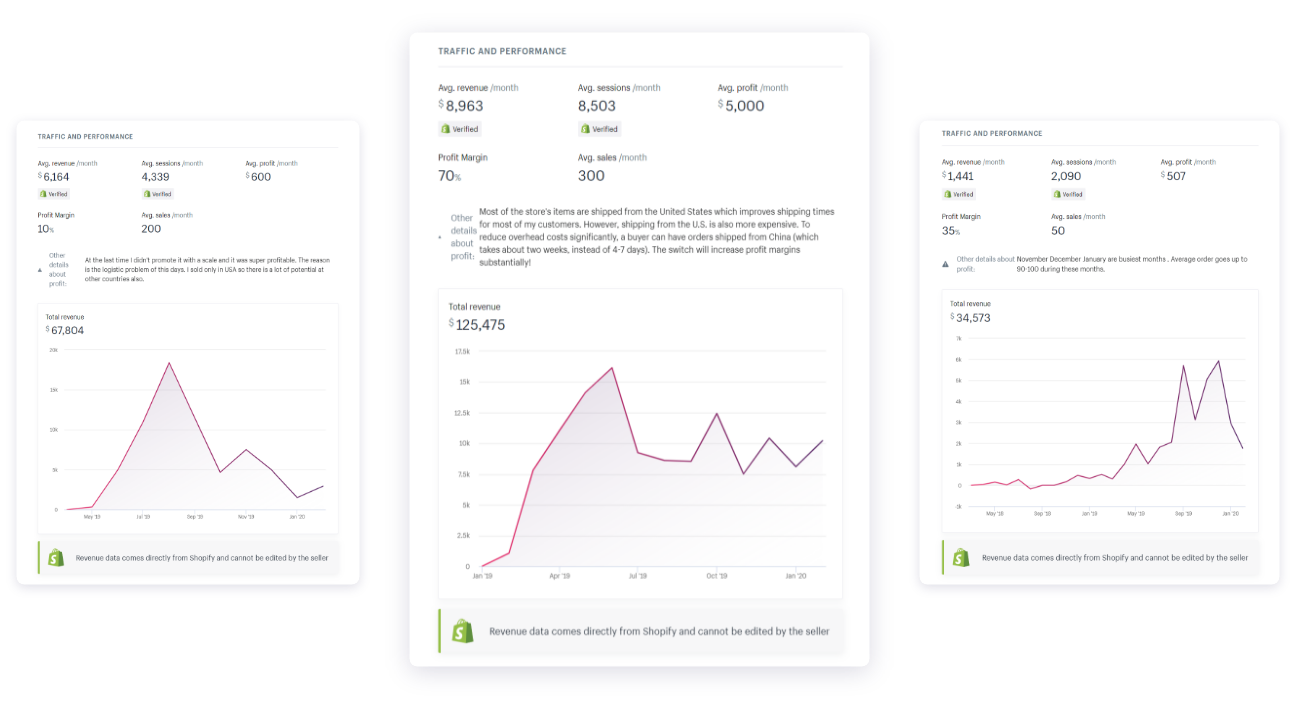 TRAFFIC AND PERFORMANCE
Avg. revenue /month
Avg. sessions /month
Avg. profit /month
$6,164
4,339
$600
Verified
Verified
Profit Margin
Avg. sales /month
10%
200
Other details about profit:
At the last time I didn't promote it with a scale and it was super profitable. The reason
is the logistic problem of this days. I sold only in USA so there is a lot of potential at
other countries also.
Total revenue
$67,804
20k
15k
10k
5k
0
May '19
Jul '19
Sep '19
Nov '19
Jan '20
Revenue data comes directly from Shopify and cannot be edited by the seller
TRAFFIC AND PERFORMANCE
Avg. revenue /month
Avg. sessions /month
Avg. profit /month
$8,963
8,503
$5,000
Verified
Verified
Profit Margin
Avg. sales /month
70%
300
Other details about profit:
Most of the store's items are shipped from the United States which improves shipping times
for most of my customers. However, shipping from the U.S. is also more expensive. To
reduce overhead costs significantly, a buyer can have orders shipped from China (which
takes about two weeks, instead of 4-7 days). The switch will increase profit margins
substantially!
Total revenue
$125,475
17.5k
15k
12.5k
10k
7.5k
5k
2.5k
0
Jan '19
Apr '19
Jul '19
Oct '19
Jan '20
Revenue data comes directly from Shopify and cannot be edited by the seller
TRAFFIC AND PERFORMANCE
Avg. revenue /month
Avg. sessions /month
Avg. profit /month
$1,441
2,090
$507
Verified
Verified
Profit Margin
Avg. sales /month
35%
50
Other details about profit:
November December January are busiest months . Average order goes up to
90-100 during these months.
Total revenue
$34,573
7k
6k
5k
4k
3k
2k
1k
0
-1k
May '18
Sep '18
Jan '19
May '19
Sep '19
Jan '20
Revenue data comes directly from Shopify and cannot be edited by the seller